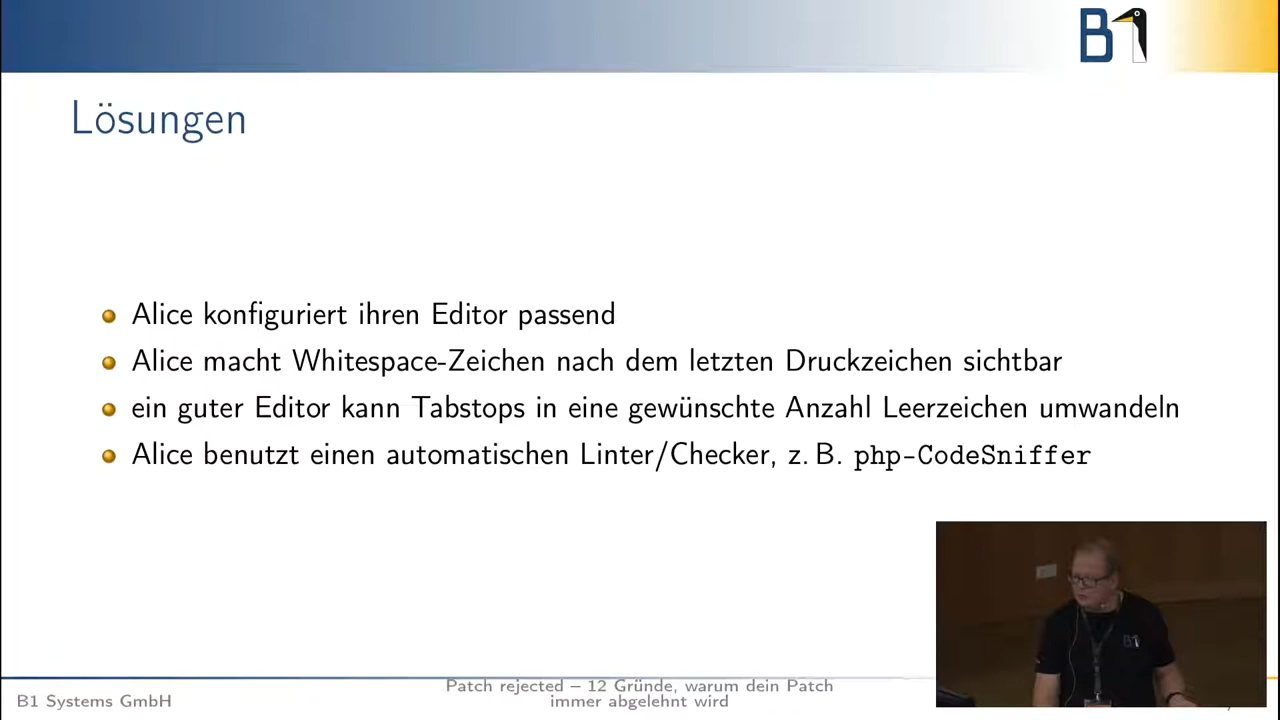 B1
Lösungen
Alice konfiguriert ihren Editor passend
Alice macht Whitespace-Zeichen nach dem letzten Druckzeichen sichtbar
ein guter Editor kann Tabstops in eine gewünschte Anzahl Leerzeichen umwandeln
Alice benutzt einen automatischen Linter/Checker, z. B. php-CodeSniffer
B1
B1 Systems GmbH
Patch rejected – 12 Gründe, warum dein Patch
immer abgelehnt wird